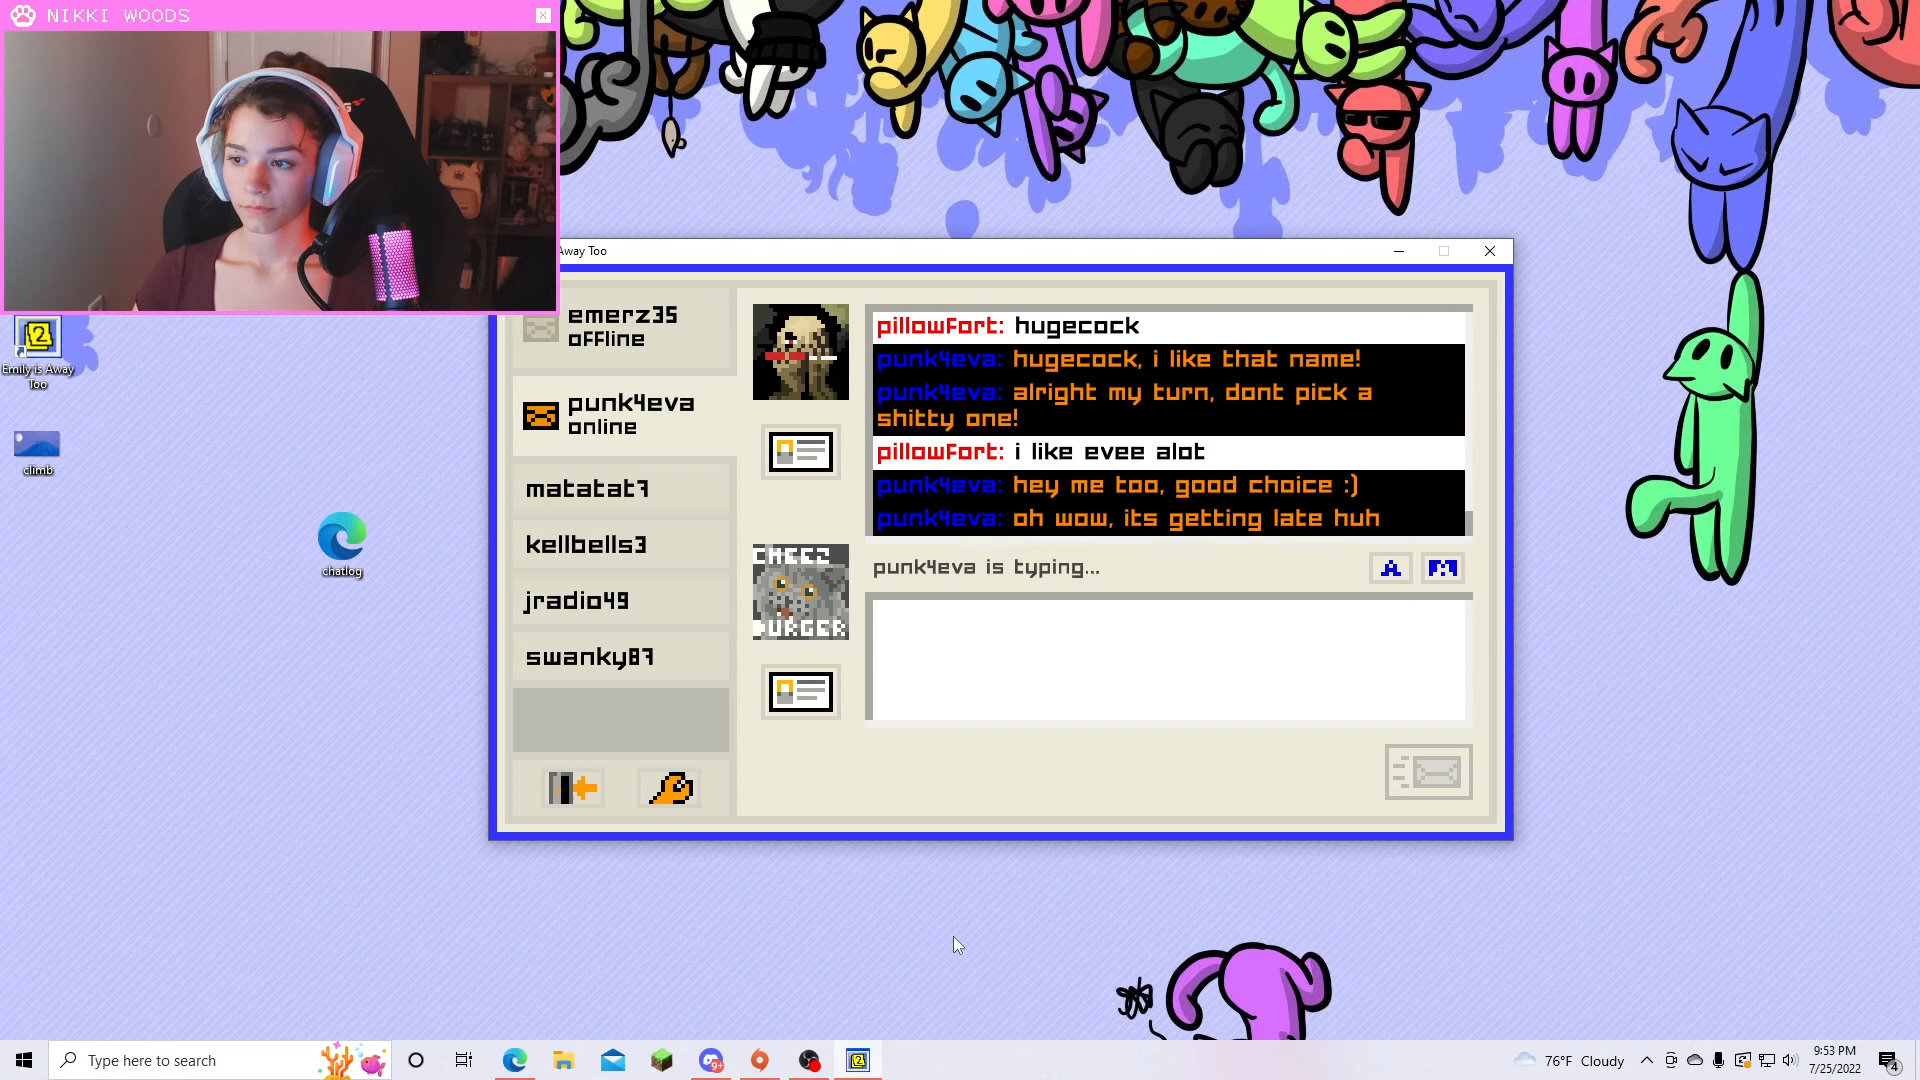 NIKKI WOODS
Away Too
emerz35
offline
punk4eva
online
matatat7
kellbells3
jradio49
swanky87
pillowFort: hugecock
punk4eva: hugecock, i like that name!
punk4eva: alright my turn, dont pick a
shitty one!
pillowFort: i like evee alot
punk4eva: hey me too, good choice :)
punk4eva: oh wow, its getting late huh
punk4eva is typing...
A
CHEEZ
BURGER
Emily is Away
Too
climb
chatlog
Type here to search
9+
76°F Cloudy
9:53 PM
7/25/2022
4